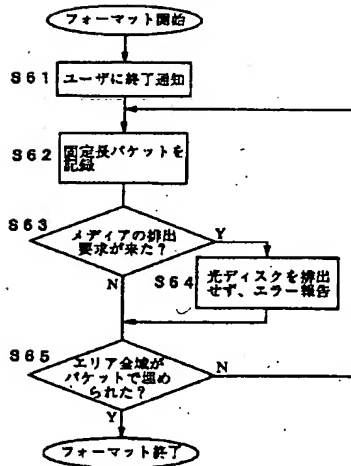 フォーマット開始
S61
ユーザに終了通知
S62
固定長パケットを
記録
S63
メディアの排出
要求が来た？
Y
N
S64
光ディスクを排出
せず、エラー報告
S65
エリア全域が
パケットで埋め
られた？
N
Y
フォーマット終了